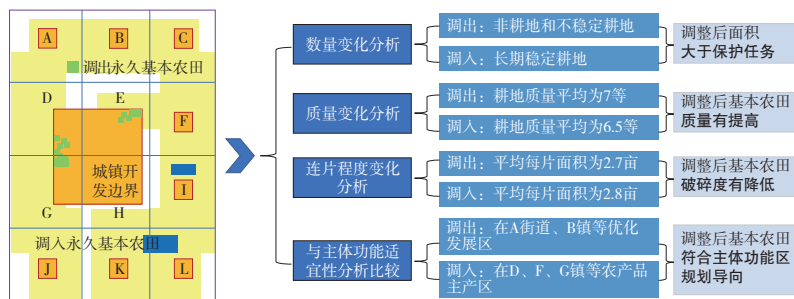 A
B
C
调出永久基本农田
D
E
F
城镇开
发边界
I
G
H
调入永久基本农田
J
K
L
数量变化分析
调出：非耕地和不稳定耕地
调入：长期稳定耕地
调整后面积
大于保护任务
质量变化分析
调出：耕地质量平均为7等
调入：耕地质量平均为6.5等
调整后基本农田
质量有提高
连片程度变化
分析
调出：平均每片面积为2.7亩
调入：平均每片面积为2.8亩
调整后基本农田
破碎度有降低
与主体功能适
宜性分析比较
调出：在A街道、B镇等优化
发展区
调入：在D、F、G镇等农产品
主产区
调整后基本农田
符合主体功能区
规划导向